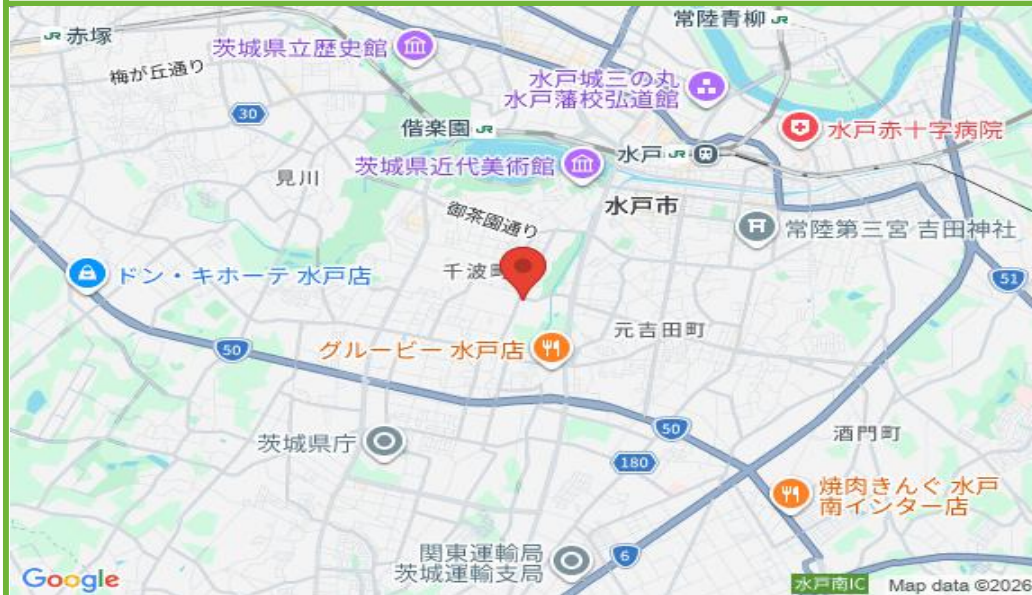 常陸青柳
赤塚
茨城県立歴史館
梅が丘通り
水戸城三の丸
水戸藩校弘道館
30
偕楽園
水戸赤十字病院
水戸
茨城県近代美術館
見川
水戸市
御茶園通り
常陸第三宮 吉田神社
ドン・キホーテ 水戸店
千波町
51
元吉田町
グルービー 水戸店
50
50
酒門町
茨城県庁
180
焼肉きんぐ 水戸
南インター店
関東運輸局
茨城運輸支局
6
Google
水戸南IC
Map data ©2026